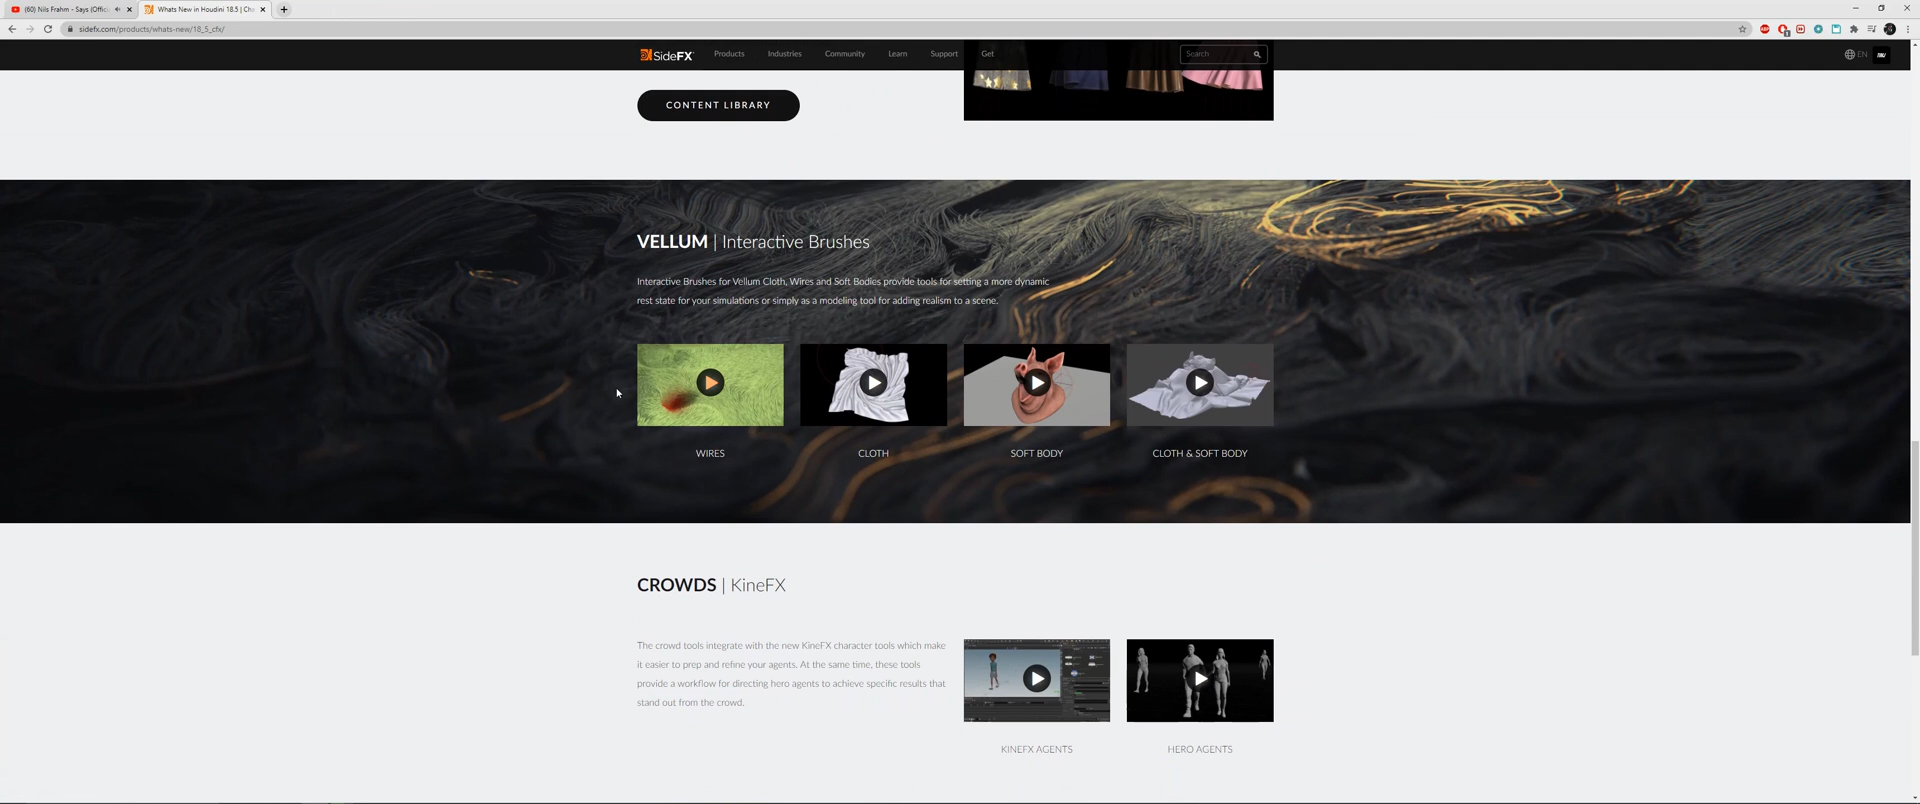 (60) Nils Frahm - Says (Offici
Whats New in Houdini 18.5 | Ch
sidefx.com/products/whats-new/18_5_cfx/
SideFX
Products
Industries
Community
Learn
Support
Get
Search
EN
CONTENT LIBRARY
VELLUM | Interactive Brushes
Interactive Brushes for Vellum Cloth, Wires and Soft Bodies provide tools for setting a more dynamic
rest state for your simulations or simply as a modeling tool for adding realism to a scene.
WIRES
CLOTH
SOFT BODY
CLOTH & SOFT BODY
CROWDS | KineFX
The crowd tools integrate with the new KineFX character tools which make
it easier to prep and refine your agents. At the same time, these tools
provide a workflow for directing hero agents to achieve specific results that
stand out from the crowd.
KINEFX AGENTS
HERO AGENTS